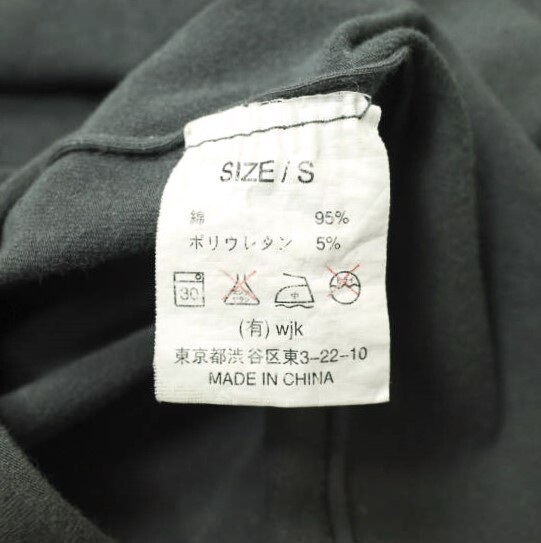 SIZE / S
綿 95%
ポリウレタン 5%
30 中
(有) wjk
東京都渋谷区東3-22-10
MADE IN CHINA